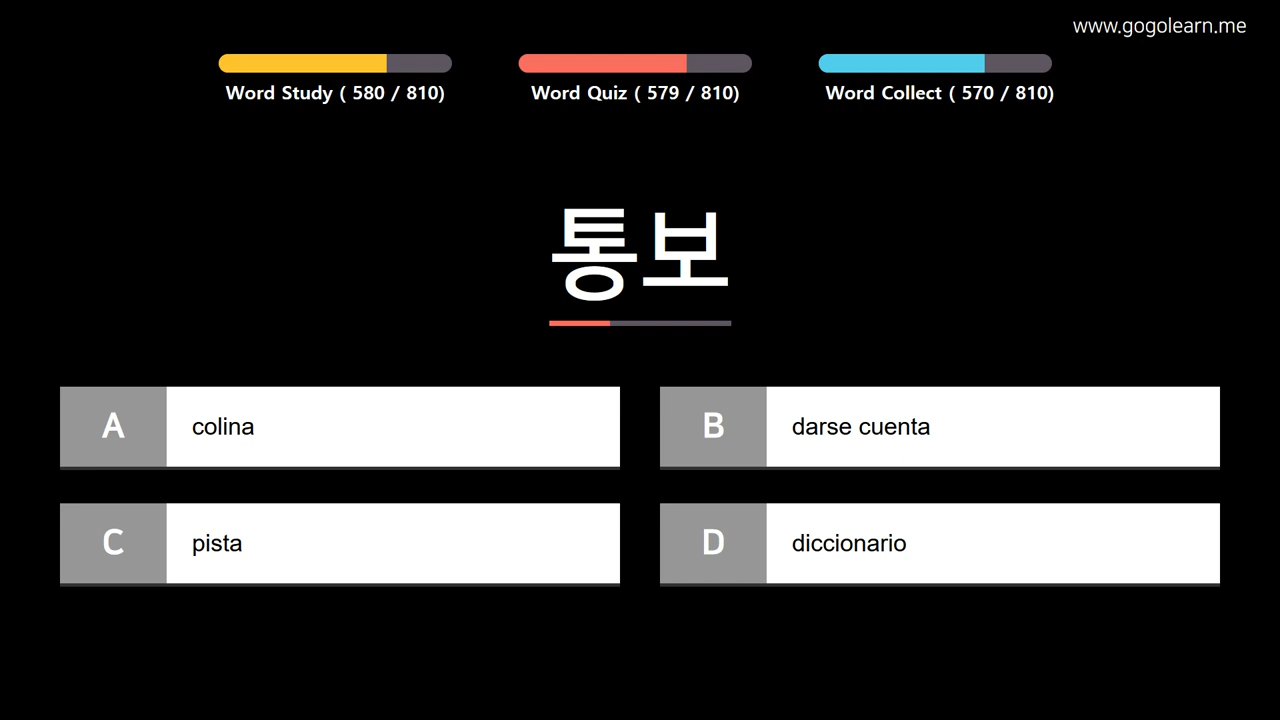 www.gogolearn.me
Word Study ( 580 / 810)
Word Quiz ( 579 / 810)
Word Collect ( 570 / 810)
통보
A colina
B darse cuenta
C pista
D diccionario